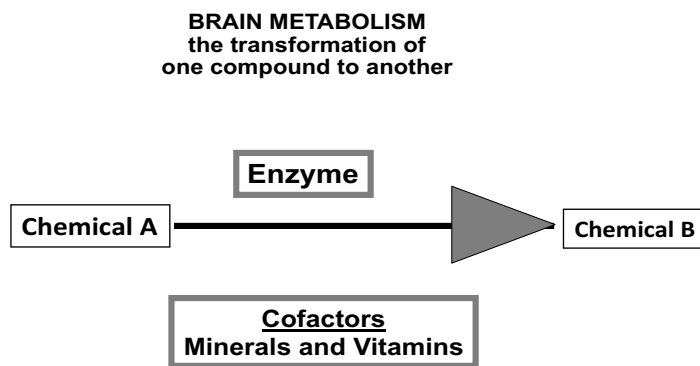 BRAIN METABOLISM
the transformation of
one compound to another
Enzyme
Chemical A
Chemical B
Cofactors
Minerals and Vitamins